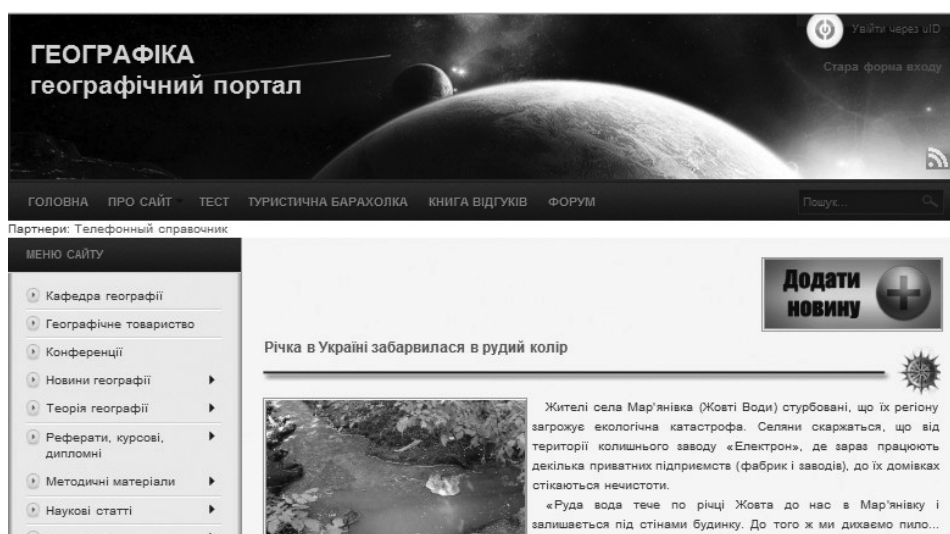 ГЕОГРАФІКА
географічний портал
Увійти через uID
Стара форма входу
ГОЛОВНА ПРО САЙТ ТЕСТ ТУРИСТИЧНА БАРАХОЛКА КНИГА ВІДГУКІВ ФОРУМ Пошук...
Партнери: Телефонный справочник
МЕНЮ САЙТУ
Кафедра географії
Географічне товариство
Конференції
Новини географії
Теорія географії
Реферати, курсові,
дипломні
Методичні матеріали
Наукові статті
Додати
новину
Річка в Україні забарвилася в рудий колір
Жителі села Мар'янівка (Жовті Води) стурбовані, що їх регіону
загрожує екологічна катастрофа. Селяни скаржаться, що від
території колишнього заводу «Електрон», де зараз працюють
декілька приватних підприємств (фабрик і заводів), до їх домівках
стікаються нечистоти.
«Руда вода тече по річці Жовта до нас в Мар'янівку і
залишається під стінами будинку. До того ж ми дихаємо пило...